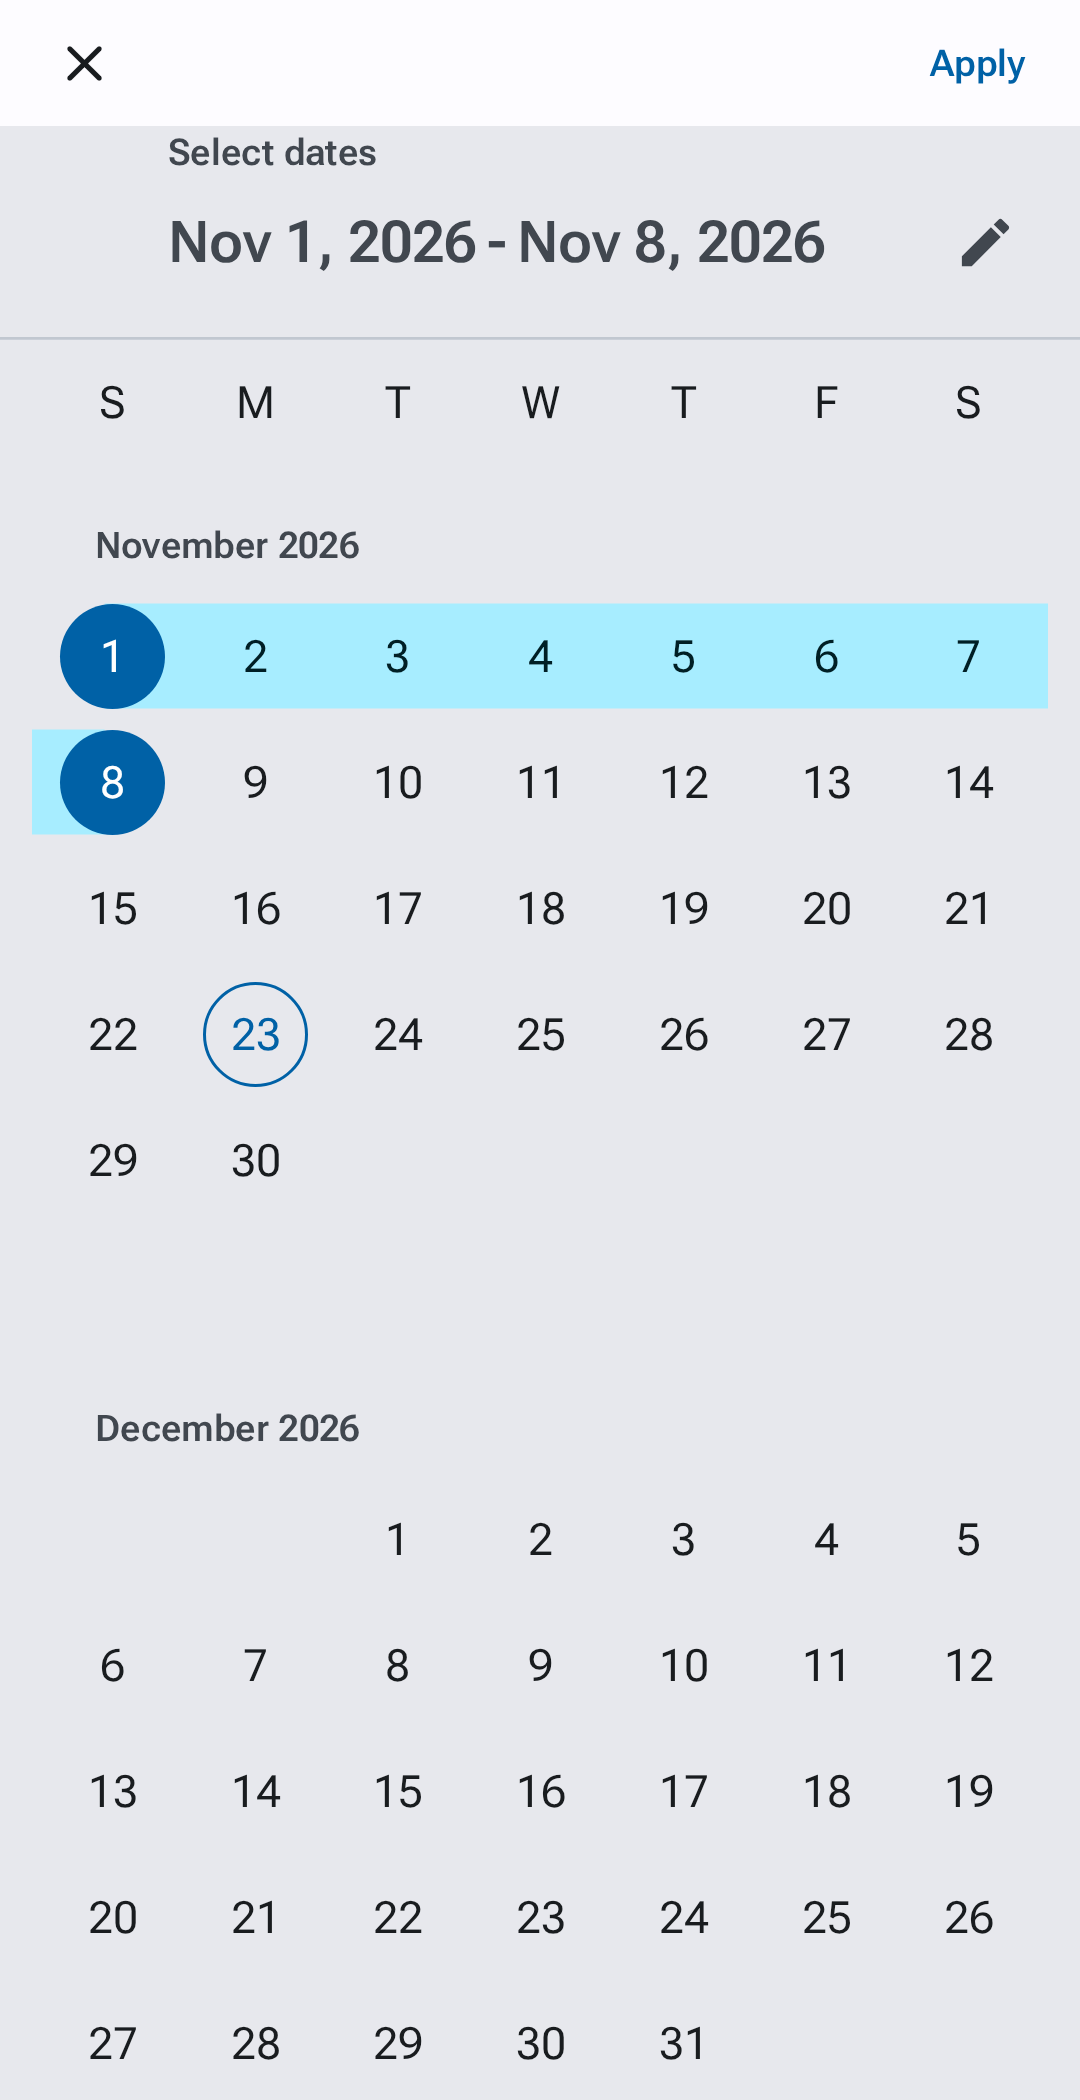 Apply
Select dates
Nov 1, 2026 - Nov 8, 2026
S M T W T F S
November 2026
1 2 3 4 5 6 7
8 9 10 11 12 13 14
15 16 17 18 19 20 21
22 23 24 25 26 27 28
29 30
December 2026
1 2 3 4 5
6 7 8 9 10 11 12
13 14 15 16 17 18 19
20 21 22 23 24 25 26
27 28 29 30 31